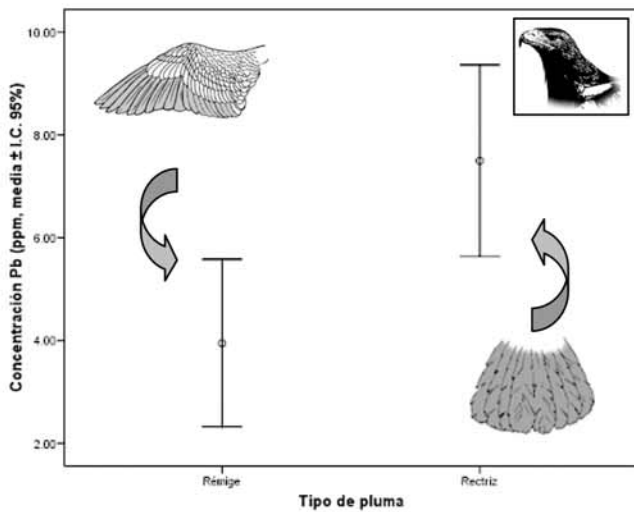 Concentración Pb (ppm, media ± I.C. 95%)
10.00
8.00
6.00
4.00
2.00
Rémige
Rectriz
Tipo de pluma